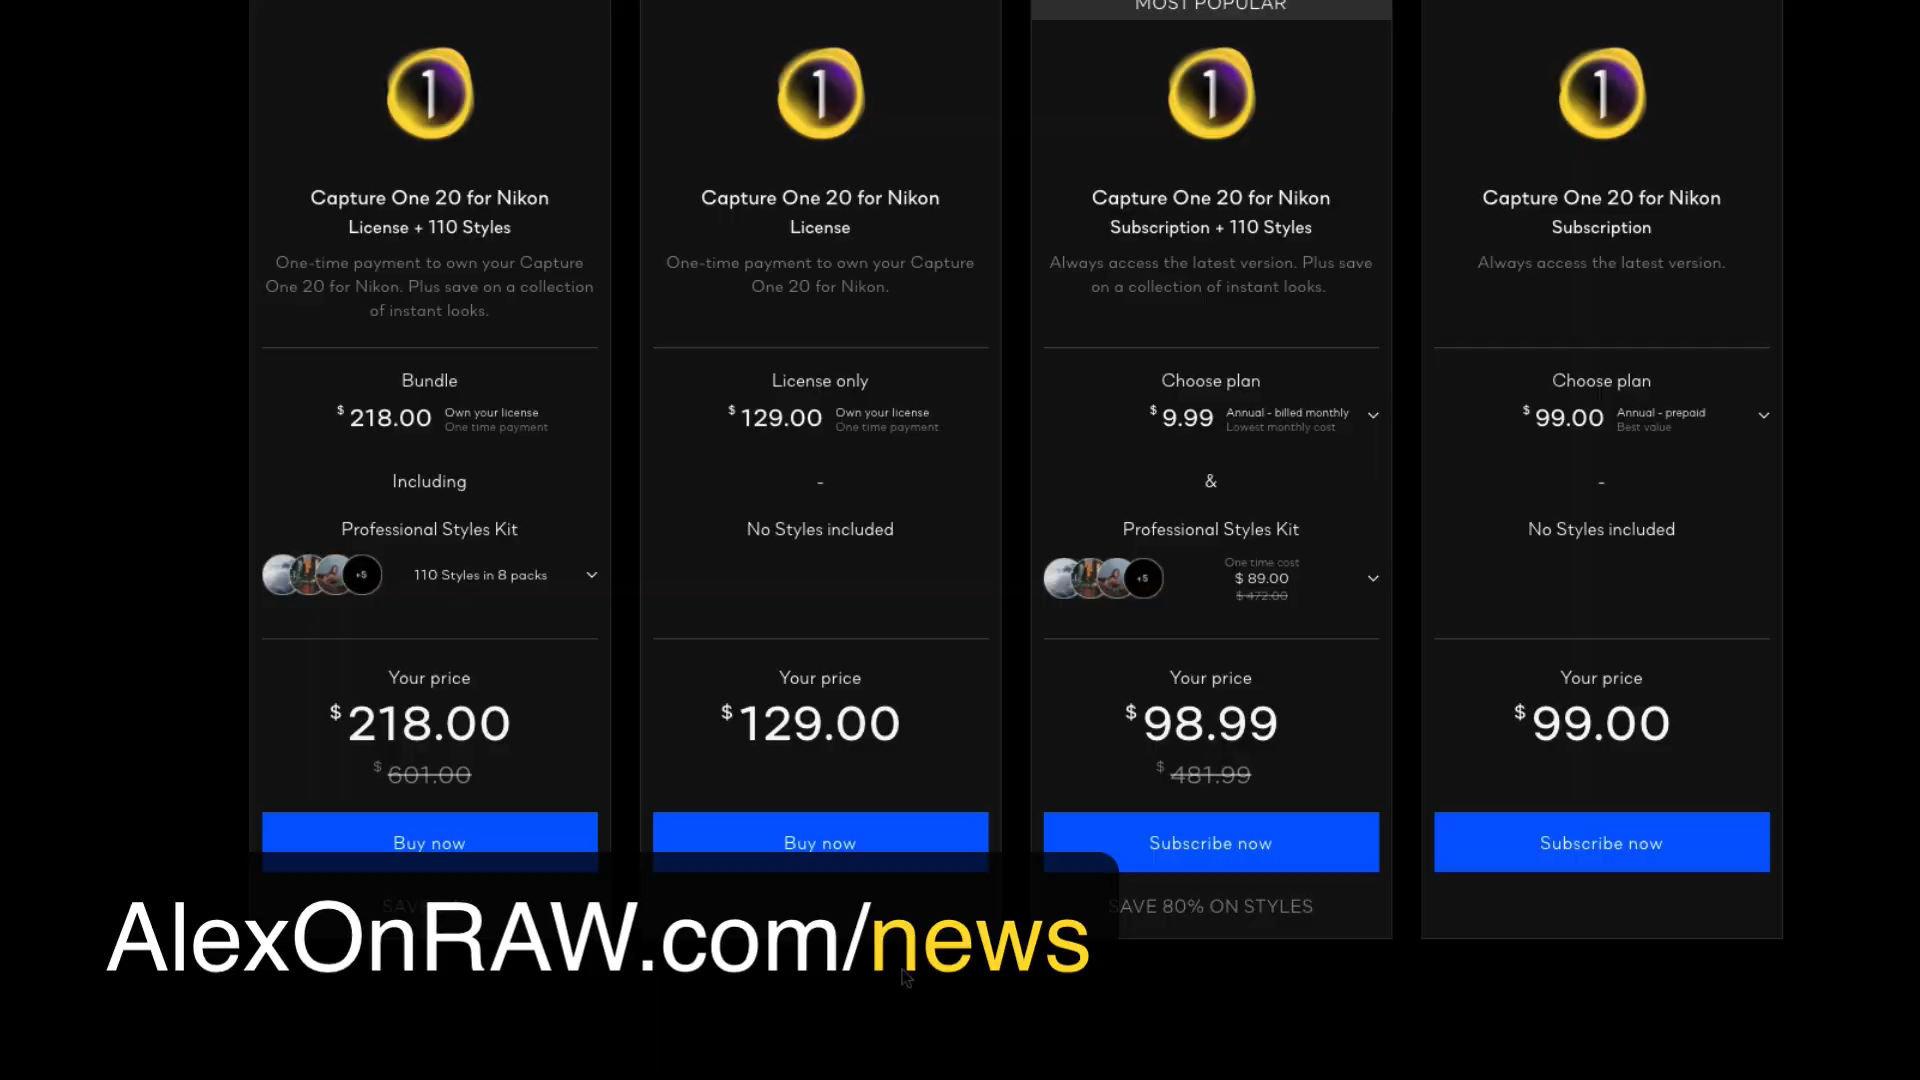 MOST POPULAR
1
Capture One 20 for Nikon
License + 110 Styles
One-time payment to own your Capture
One 20 for Nikon. Plus save on a collection
of instant looks.
Bundle
$ 218.00 Own your license
One time payment
Including
Professional Styles Kit
+5 110 Styles in 8 packs
Your price
$ 218.00
$ 601.00
Buy now
1
Capture One 20 for Nikon
License
One-time payment to own your Capture
One 20 for Nikon.
License only
$ 129.00 Own your license
One time payment
-
No Styles included
Your price
$ 129.00
Buy now
1
Capture One 20 for Nikon
Subscription + 110 Styles
Always access the latest version. Plus save
on a collection of instant looks.
Choose plan
$ 9.99 Annual - billed monthly
Lowest monthly cost
&
Professional Styles Kit
One time cost
+5 $ 89.00
$ 472.00
Your price
$ 98.99
$ 481.99
Subscribe now
SAVE 80% ON STYLES
1
Capture One 20 for Nikon
Subscription
Always access the latest version.
Choose plan
$ 99.00 Annual - prepaid
Best value
-
No Styles included
Your price
$ 99.00
Subscribe now
AlexOnRAW.com/news